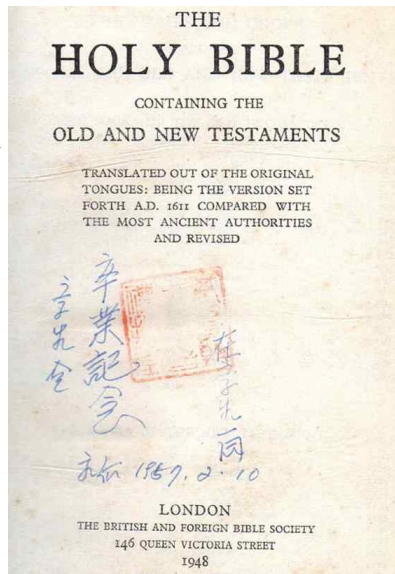 THE
HOLY BIBLE
CONTAINING THE
OLD AND NEW TESTAMENTS
TRANSLATED OUT OF THE ORIGINAL
TONGUES: BEING THE VERSION SET
FORTH A.D. 1611 COMPARED WITH
THE MOST ANCIENT AUTHORITIES
AND REVISED
卒業記念
1957. 2. 10
LONDON
THE BRITISH AND FOREIGN BIBLE SOCIETY
146 QUEEN VICTORIA STREET
1948